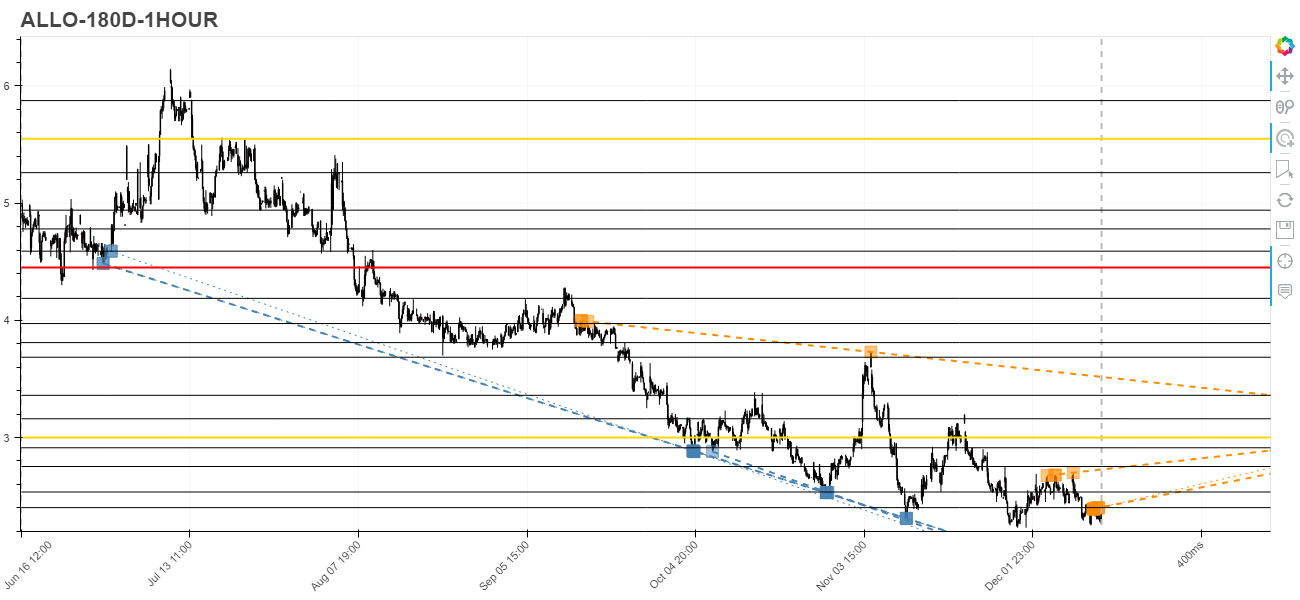 ALLO-180D-1HOUR
6
5
4
3
Jun 16 12:00
Jul 13 11:00
Aug 07 19:00
Sep 05 15:00
Oct 04 20:00
Nov 03 15:00
Dec 01 23:00
400ms